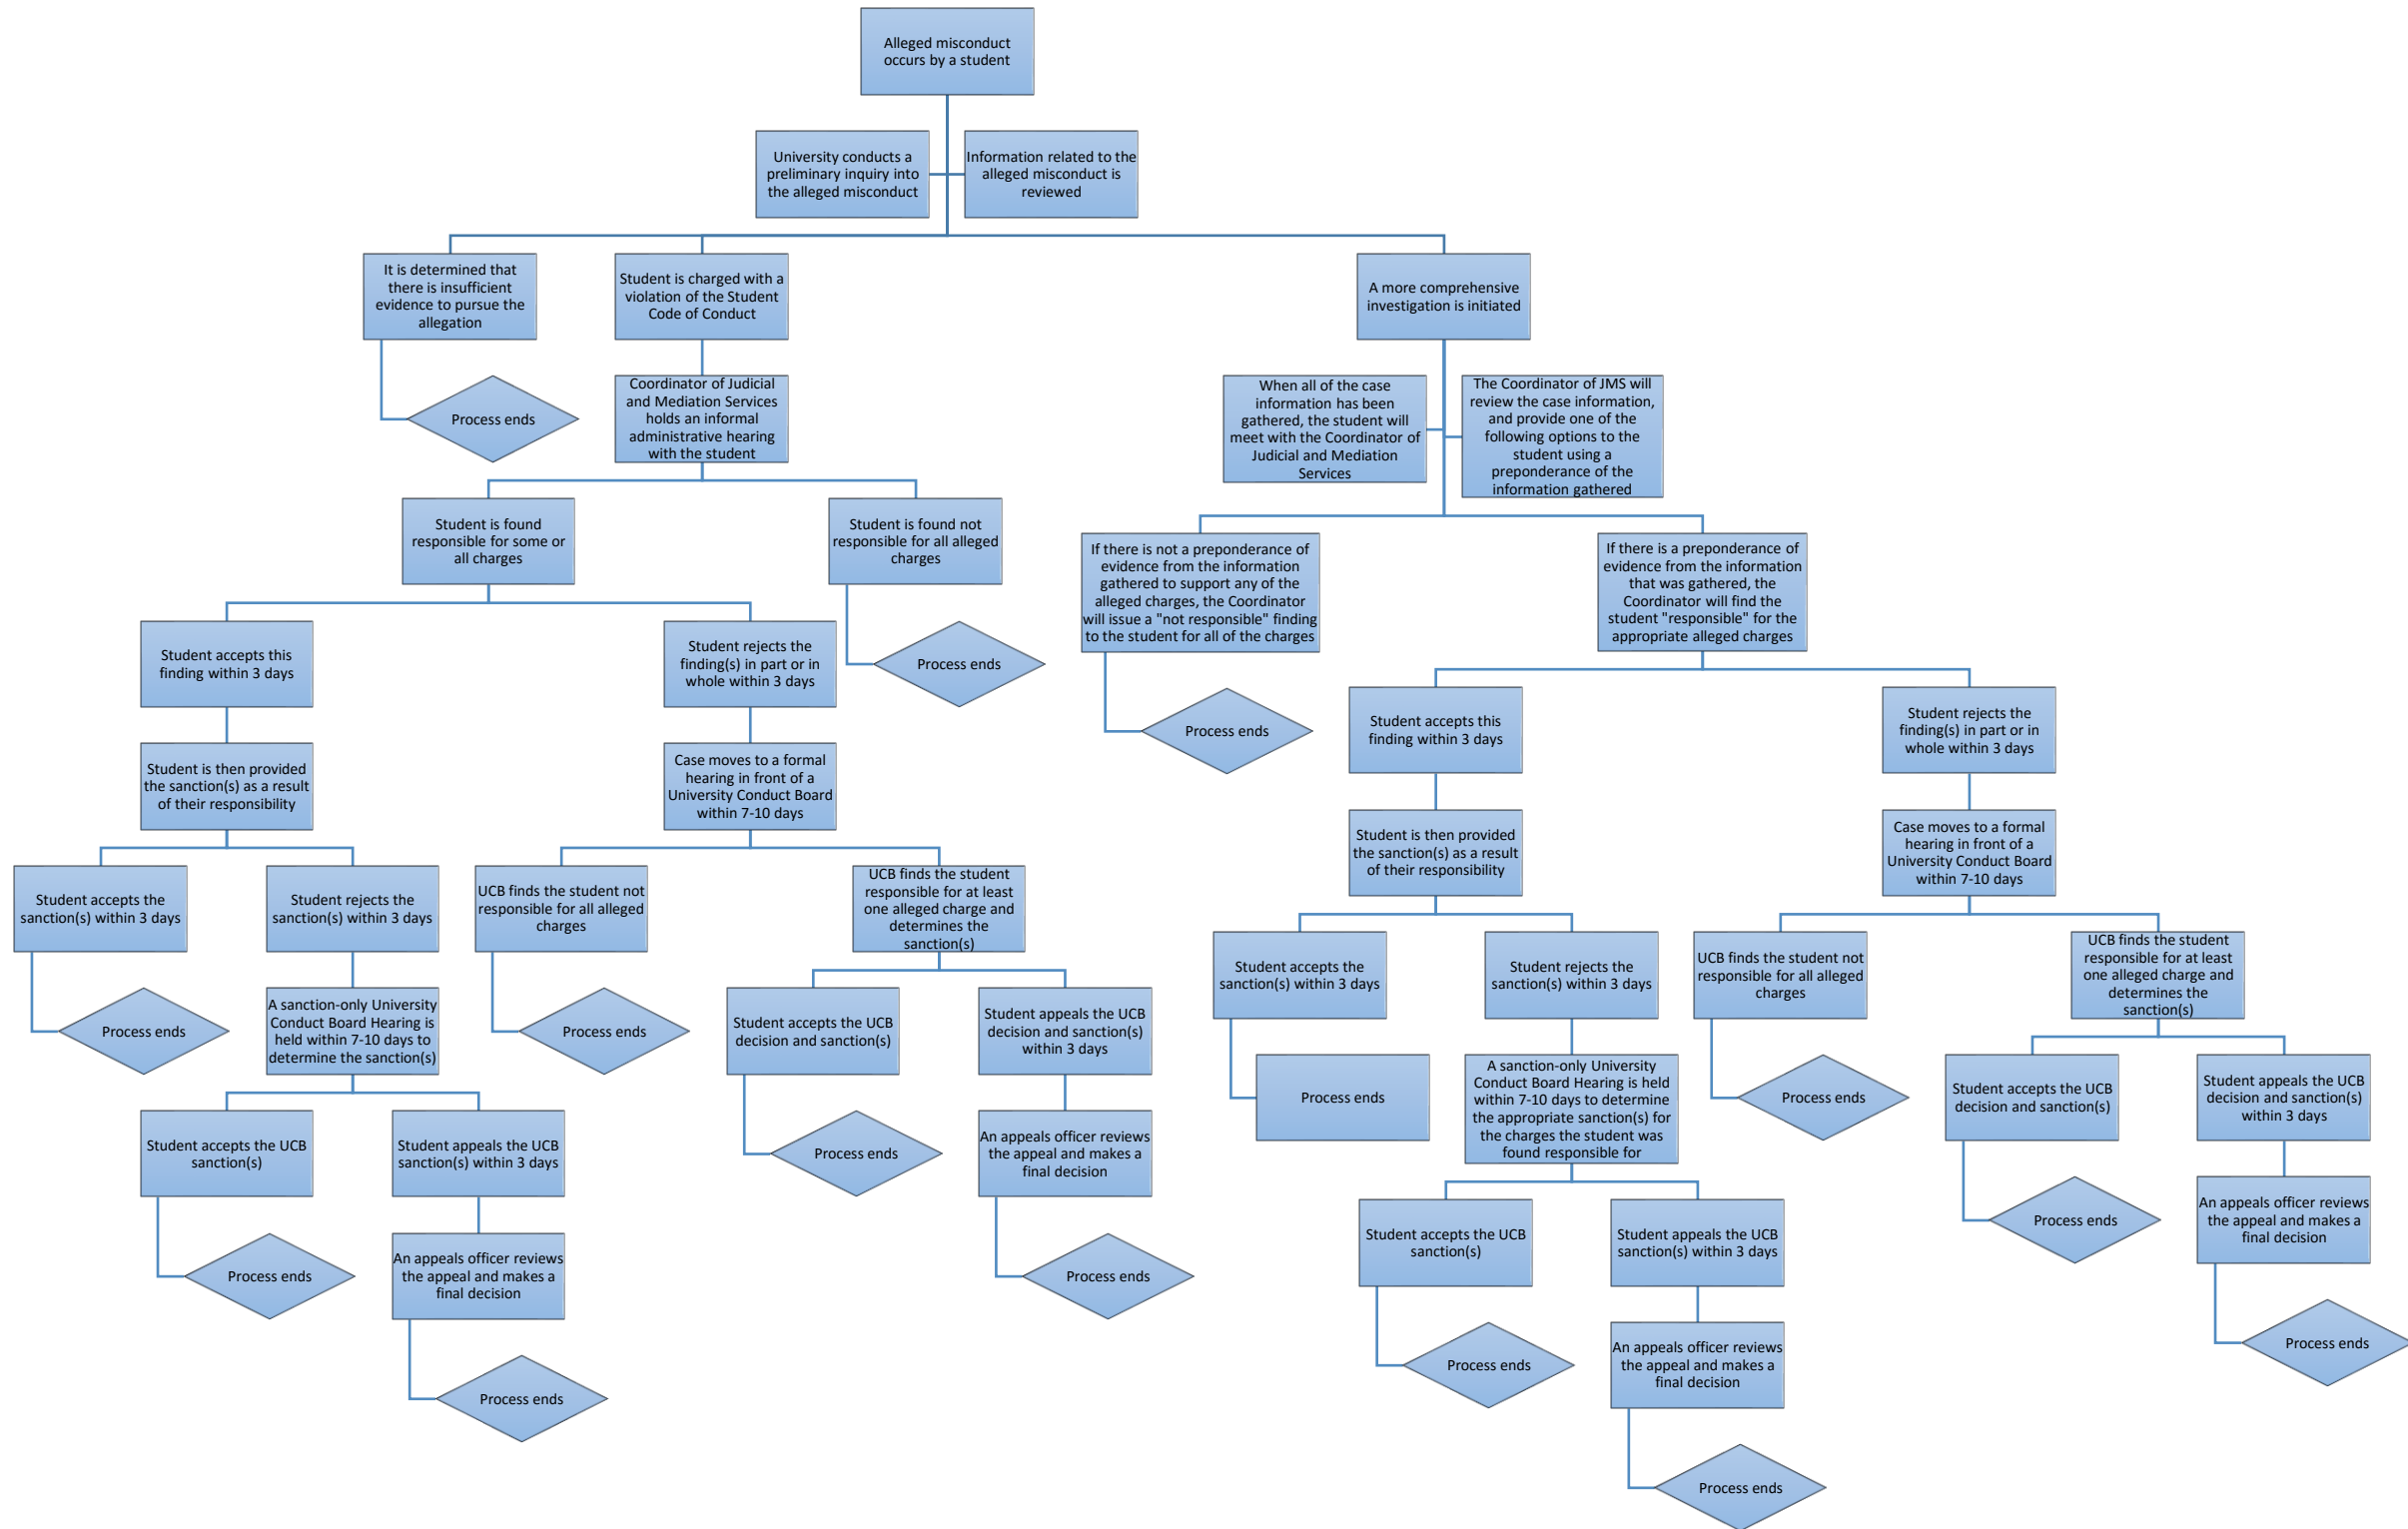 Alleged misconduct
occurs by a student
University conducts a
preliminary inquiry into
the alleged misconduct
Information related to the
alleged misconduct is
reviewed
It is determined that
there is insufficient
evidence to pursue the
allegation
Student is charged with a
violation of the Student
Code of Conduct
A more comprehensive
investigation is initiated
Process ends
Coordinator of Judicial
and Mediation Services
holds an informal
administrative hearing
with the student
When all of the case
information has been
gathered, the student will
meet with the Coordinator of
Judicial and Mediation
Services
The Coordinator of JMS will
review the case information,
and provide one of the
following options to the
student using a
preponderance of the
information gathered
Student is found
responsible for some or
all charges
Student is found not
responsible for all alleged
charges
If there is not a preponderance of
evidence from the information
gathered to support any of the
alleged charges, the Coordinator
will issue a "not responsible" finding
to the student for all of the charges
If there is a preponderance of
evidence from the information
that was gathered, the
Coordinator will find the
student "responsible" for the
appropriate alleged charges
Student accepts this
finding within 3 days
Student rejects the
finding(s) in part or in
whole within 3 days
Process ends
Process ends
Student accepts this
finding within 3 days
Student rejects the
finding(s) in part or in
whole within 3 days
Student is then provided
the sanction(s) as a result
of their responsibility
Case moves to a formal
hearing in front of a
University Conduct Board
within 7-10 days
Student is then provided
the sanction(s) as a result
of their responsibility
Case moves to a formal
hearing in front of a
University Conduct Board
within 7-10 days
Student accepts the
sanction(s) within 3 days
Student rejects the
sanction(s) within 3 days
UCB finds the student not
responsible for all alleged
charges
UCB finds the student
responsible for at least
one alleged charge and
determines the
sanction(s)
Student accepts the
sanction(s) within 3 days
Student rejects the
sanction(s) within 3 days
UCB finds the student not
responsible for all alleged
charges
UCB finds the student
responsible for at least
one alleged charge and
determines the
sanction(s)
Process ends
A sanction-only University
Conduct Board Hearing is
held within 7-10 days to
determine the sanction(s)
Process ends
Student accepts the UCB
decision and sanction(s)
Student appeals the UCB
decision and sanction(s)
within 3 days
Process ends
A sanction-only University
Conduct Board Hearing is held
within 7-10 days to determine
the appropriate sanction(s) for
the charges the student was
found responsible for
Process ends
Student accepts the UCB
decision and sanction(s)
Student appeals the UCB
decision and sanction(s)
within 3 days
Student accepts the UCB
sanction(s)
Student appeals the UCB
sanction(s) within 3 days
Process ends
An appeals officer reviews
the appeal and makes a
final decision
Student accepts the UCB
sanction(s)
Student appeals the UCB
sanction(s) within 3 days
Process ends
An appeals officer reviews
the appeal and makes a
final decision
Process ends
An appeals officer reviews
the appeal and makes a
final decision
Process ends
Process ends
An appeals officer reviews
the appeal and makes a
final decision
Process ends
Process ends
Process ends